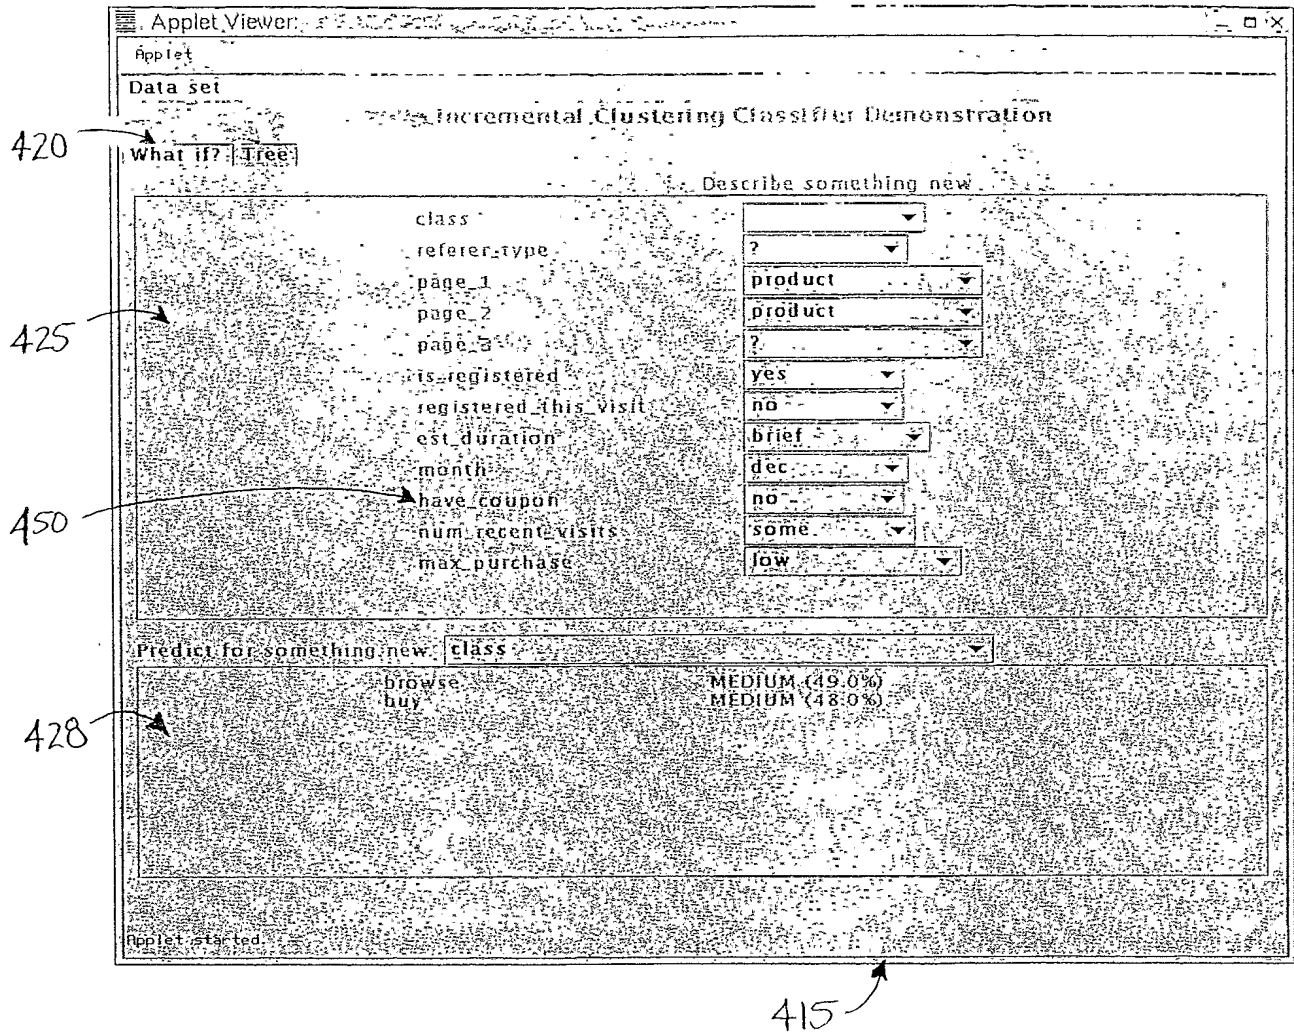 Applet Viewer:
Applet
Data set
Incremental Clustering Classifier Demonstration
420
What if? Tree
Describe something new
class
referer_type ?
page_1 product
page_2 product
425
page_3 ?
is_registered yes
registered_this_visit no
est_duration brief
month dec
450
have_coupon no
num_recent_visits some
max_purchase low
Predict for something new class
browse MEDIUM (49.0%)
buy MEDIUM (48.0%)
428
Applet started.
415